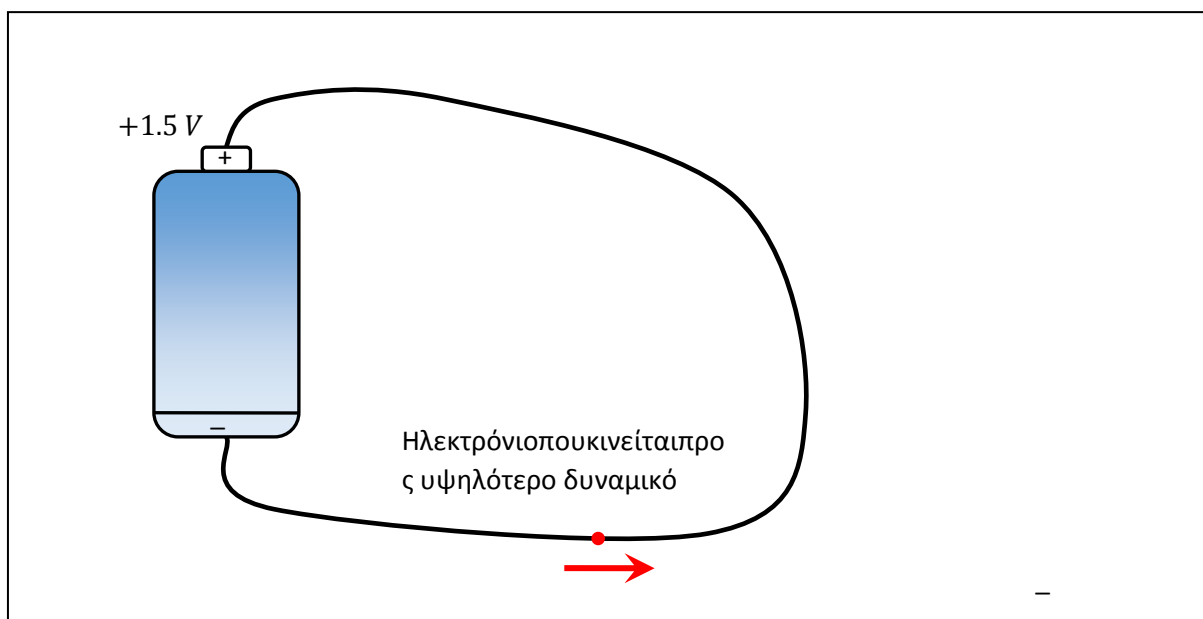 +1.5 V
+
–
Ηλεκτρόνιοπουκινείταιπρο
ς υψηλότερο δυναμικό
–